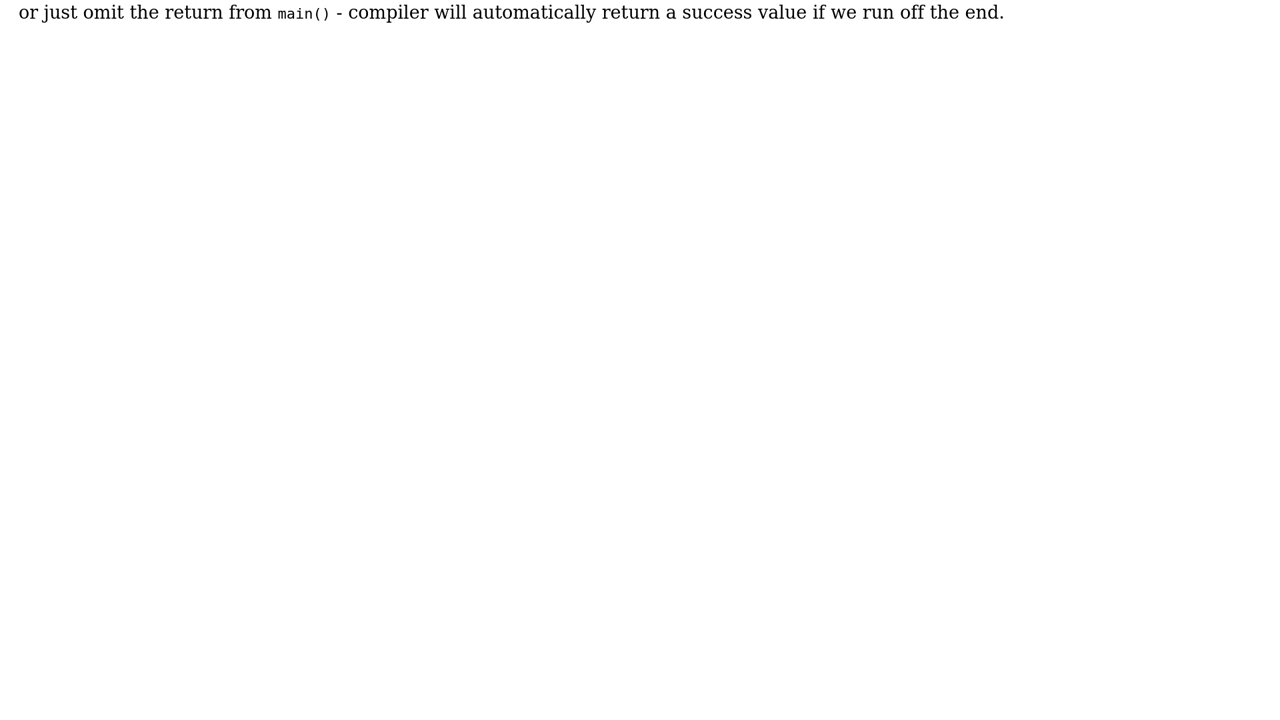 or just omit the return from main() - compiler will automatically return a success value if we run off the end.